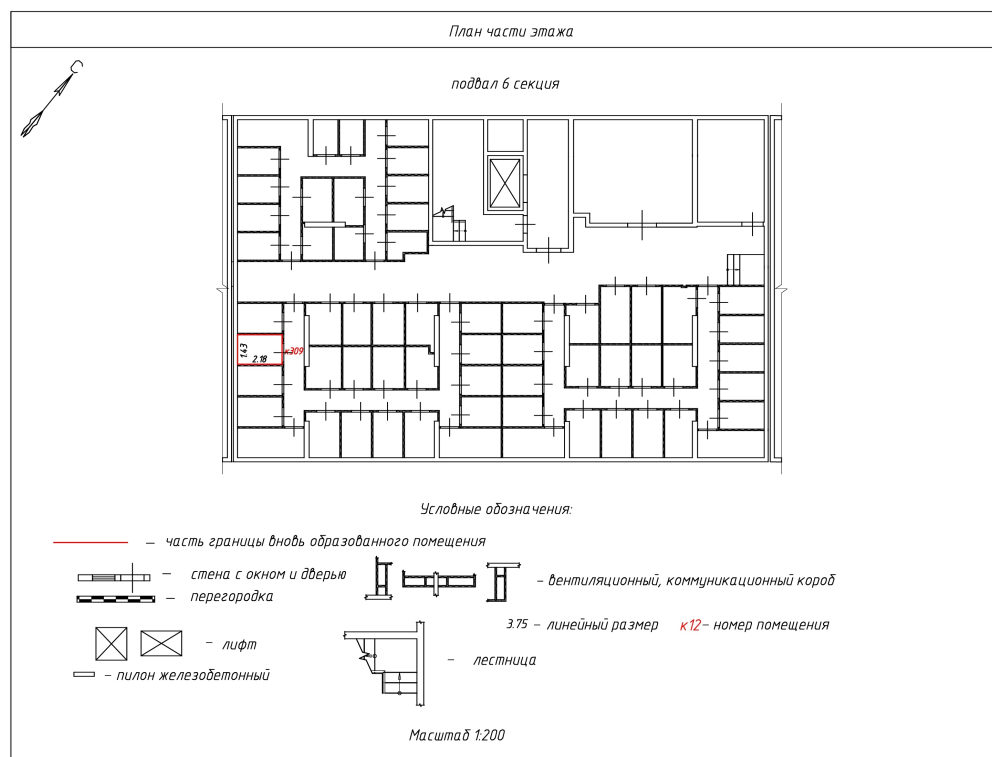 План части этажа
С
подвал 6 секция
1.43
2.18
к309
Условные обозначения:
– часть границы вновь образованного помещения
– стена с окном и дверью
– вентиляционный, коммуникационный короб
– перегородка
3.75 – линейный размер к12– номер помещения
– лифт
– лестница
– пилон железобетонный
Масштаб 1:200